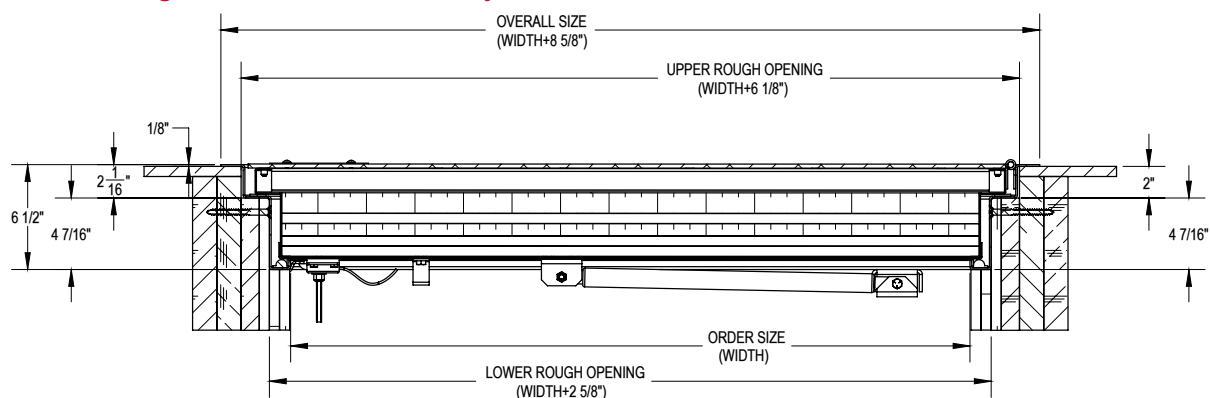 OVERALL SIZE
(WIDTH+8 5/8")
UPPER ROUGH OPENING
(WIDTH+6 1/8")
1/8"
2 1/16"
2"
6 1/2"
4 7/16"
4 7/16"
ORDER SIZE
(WIDTH)
LOWER ROUGH OPENING
(WIDTH+2 5/8")